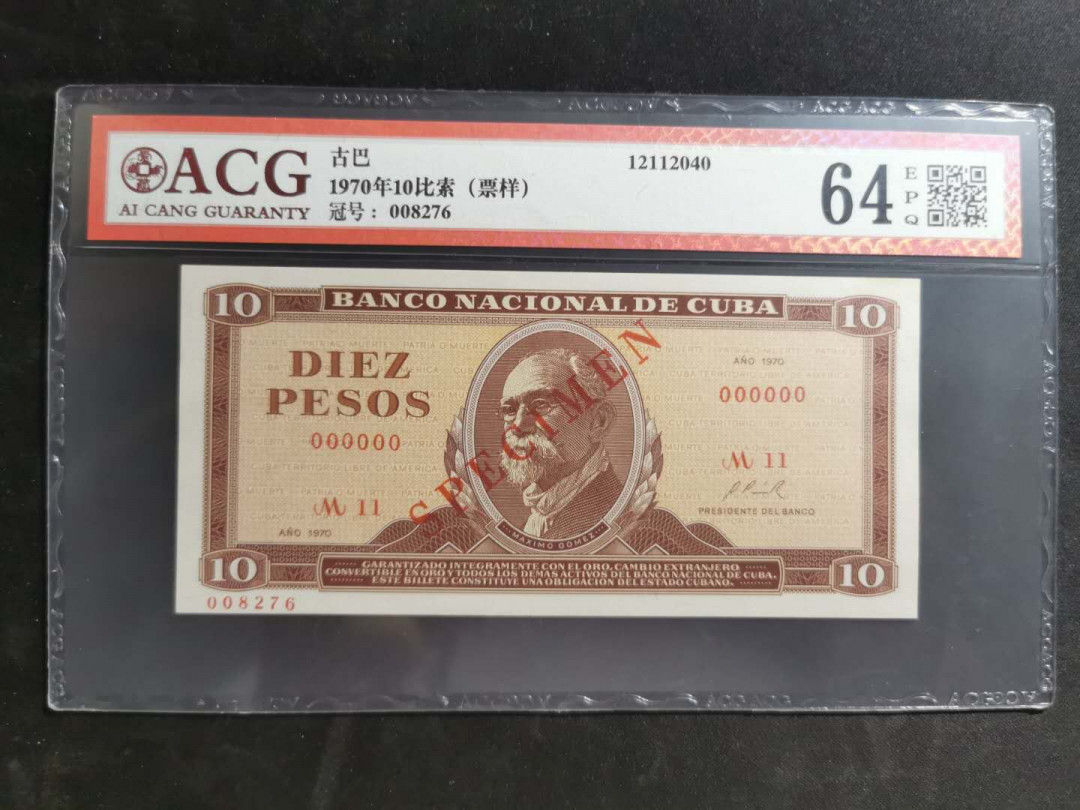 ACG
AI CANG GUARANTY
古巴
1970年10比索（票样）
冠号： 008276
12112040
64
EPQ
10
BANCO NACIONAL DE CUBA
10
DIEZ
PESOS
000000
M 11
AÑO 1970
SPECIMEN
MAXIMO GOMEZ
AÑO 1970
000000
M 11
PRESIDENTE DEL BANCO
10
GARANTIZADO INTEGRAMENTE CON EL ORO, CAMBIO EXTRANJERO
CONVERTIBLE EN ORO Y TODOS LOS DEMAS ACTIVOS DEL BANCO NACIONAL DE CUBA.
ESTE BILLETE CONSTITUYE UNA OBLIGACION DEL ESTADO CUBANO.
10
008276